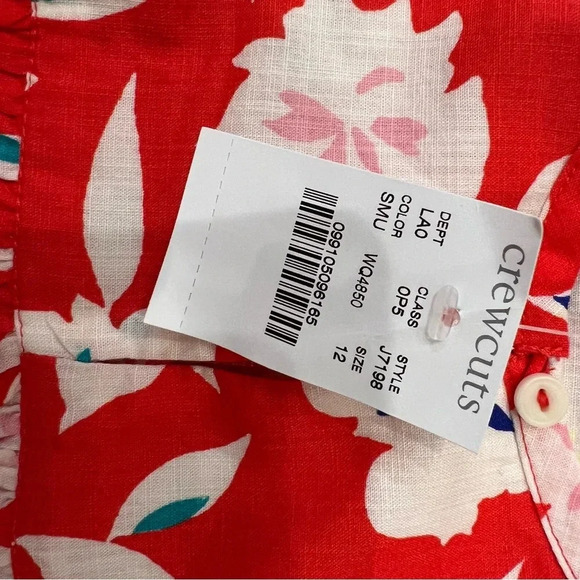 crewcuts
DEPT CLASS STYLE
LA0 0P5 J7198
COLOR SIZE
SMU WQ4850 12
099105096165